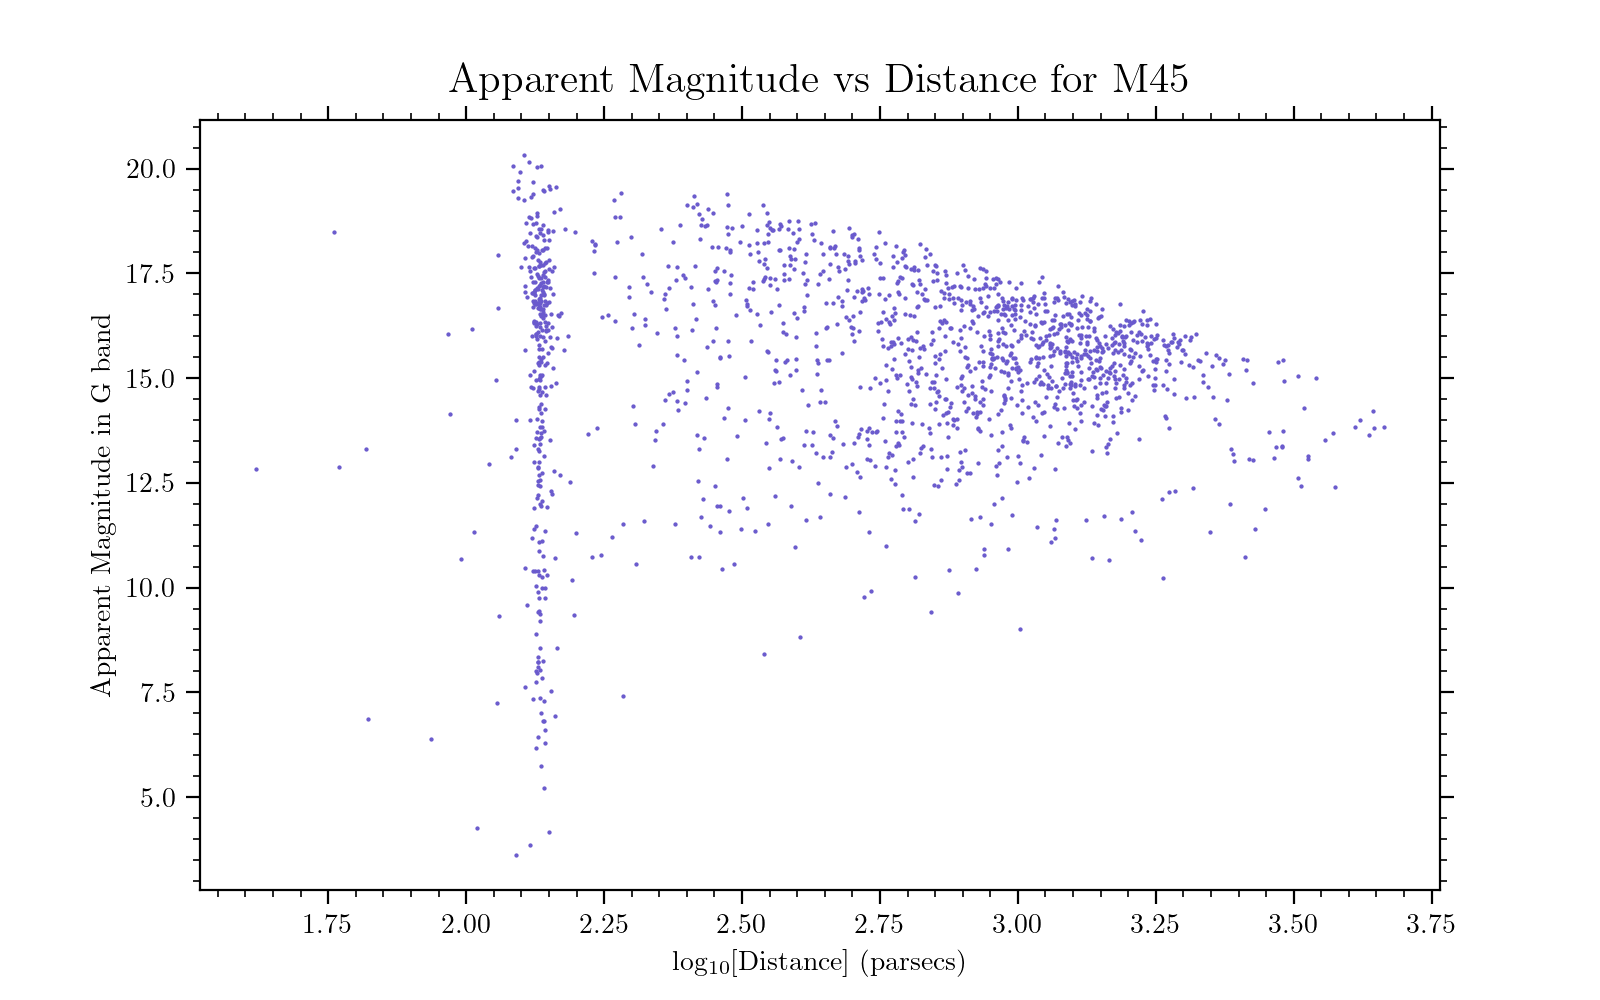 Apparent Magnitude vs Distance for M45
Apparent Magnitude in G band
20.0
17.5
15.0
12.5
10.0
7.5
5.0
1.75 2.00 2.25 2.50 2.75 3.00 3.25 3.50 3.75
log₁₀[Distance] (parsecs)